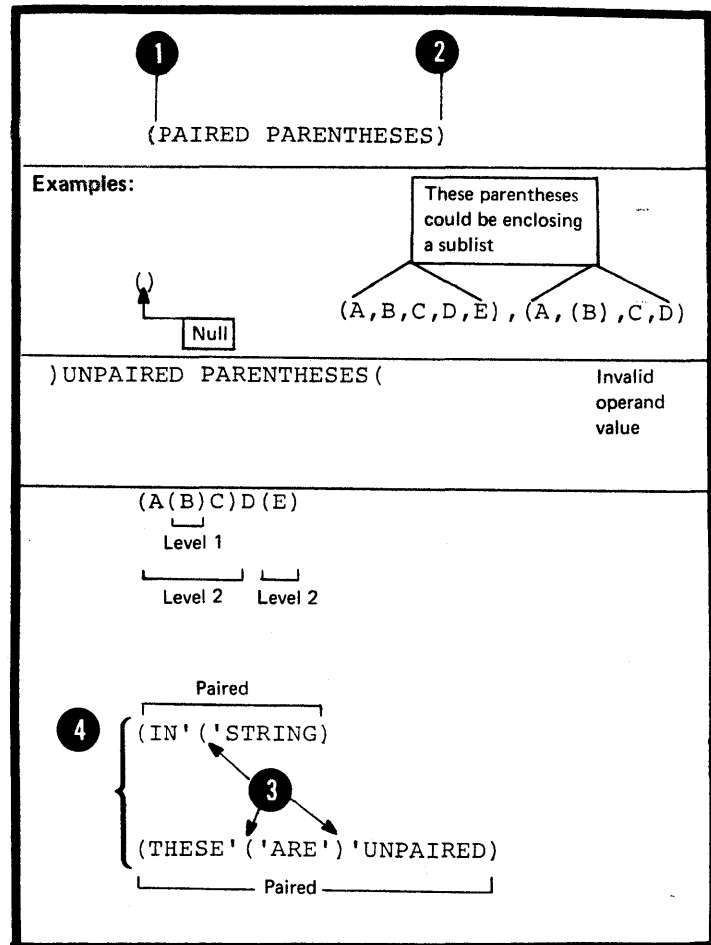 1 2
(PAIRED PARENTHESES)
Examples:
These parentheses
could be enclosing
a sublist
()
Null
(A,B,C,D,E),(A,(B),C,D)
)UNPAIRED PARENTHESES(
Invalid
operand
value
(A(B)C)D(E)
Level 1
Level 2 Level 2
Paired
4
(IN'('STRING)
3
(THESE'('ARE')'UNPAIRED)
Paired